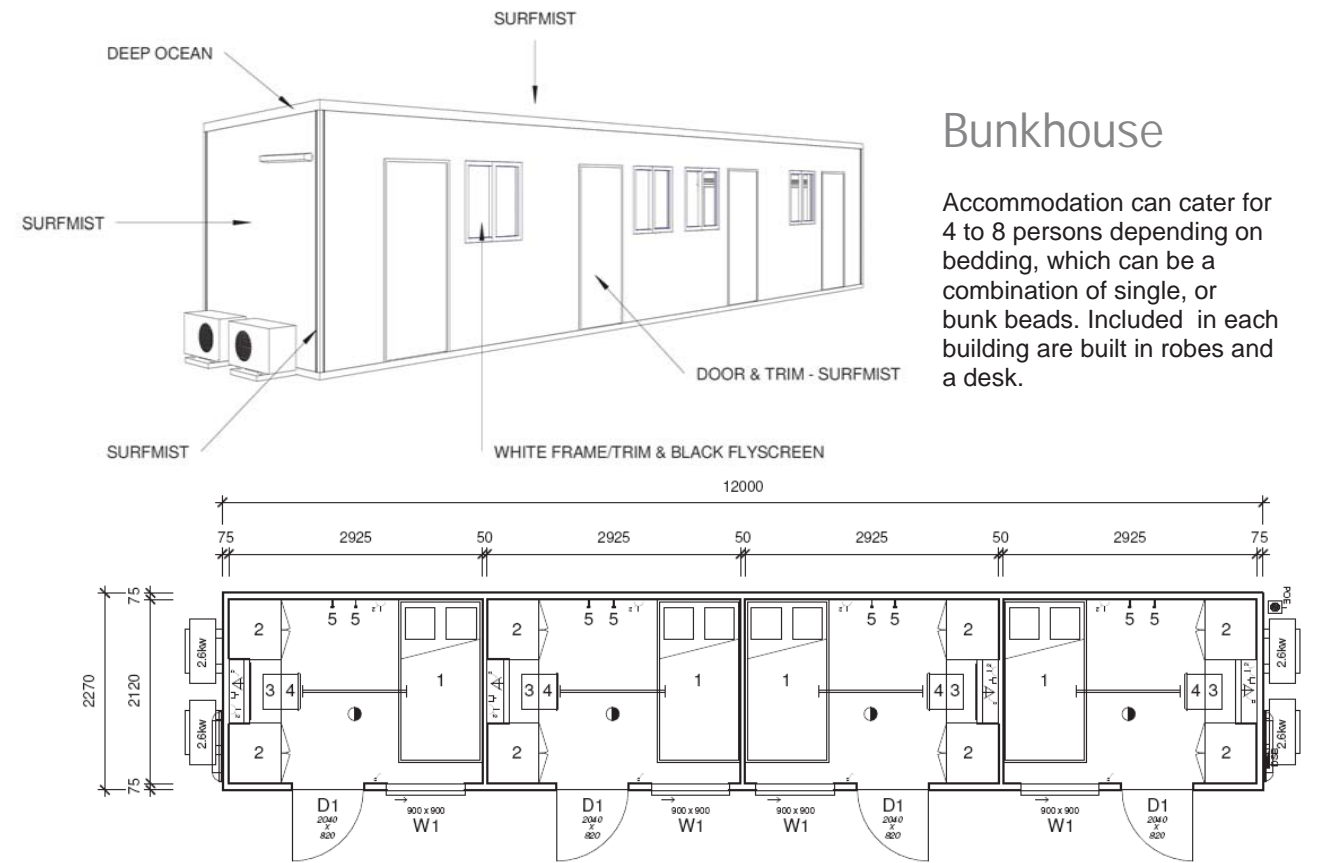 SURFMIST
DEEP OCEAN
SURFMIST
DOOR & TRIM - SURFMIST
SURFMIST
WHITE FRAME/TRIM & BLACK FLYSCREEN
Bunkhouse
Accommodation can cater for
4 to 8 persons depending on
bedding, which can be a
combination of single, or
bunk beads. Included in each
building are built in robes and
a desk.
12000
75 2925 50 2925 50 2925 50 2925 75
75
2270
2120
75
2.6kw
2.6kw
2 5 5 2 5 5 5 5 2 5 5 2
3 4 1 3 4 1 1 4 3 1 4 3
2 2 2 2
POEL
2.6kw
2.6kw
D1
2040
x
820
900 x 900
W1
D1
2040
x
820
900 x 900
W1
900 x 900
W1
D1
2040
x
820
900 x 900
W1
D1
2040
x
820